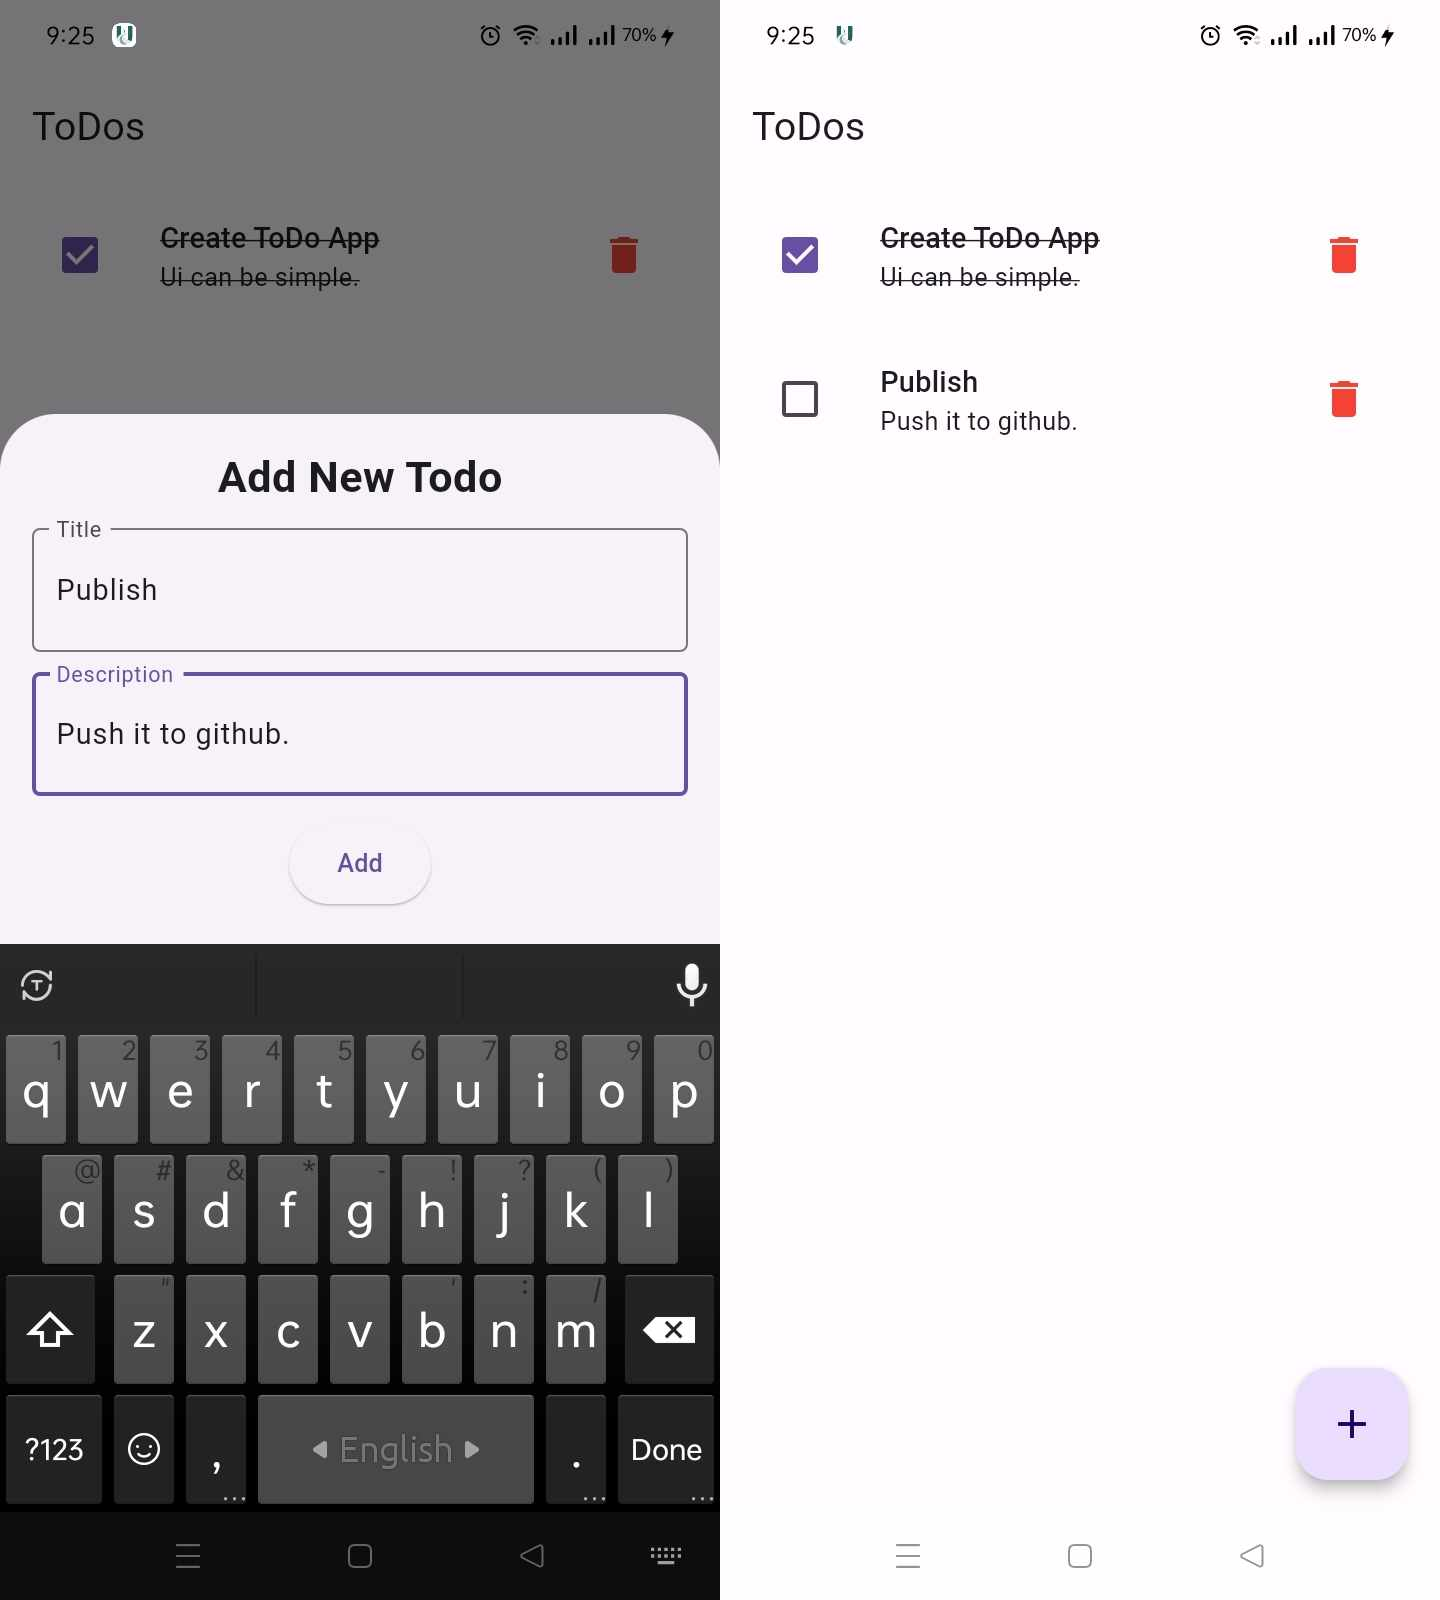 9:25 70%
ToDos
Create ToDo App
Ui can be simple.
Add New Todo
Title
Publish
Description
Push it to github.
Add
1 2 3 4 5 6 7 8 9 0
q w e r t y u i o p
@ # & * - ! ? ( )
a s d f g h j k l
" ' : /
z x c v b n m
?123 , English . Done
9:25 70%
ToDos
Create ToDo App
Ui can be simple.
Publish
Push it to github.